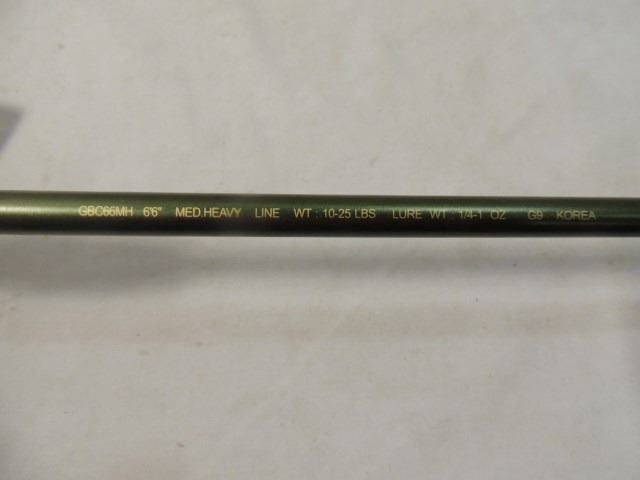 GBC66MH 6'6" MED HEAVY LINE WT : 10-25 LBS LURE WT : 1/4-1 OZ G9 KOREA